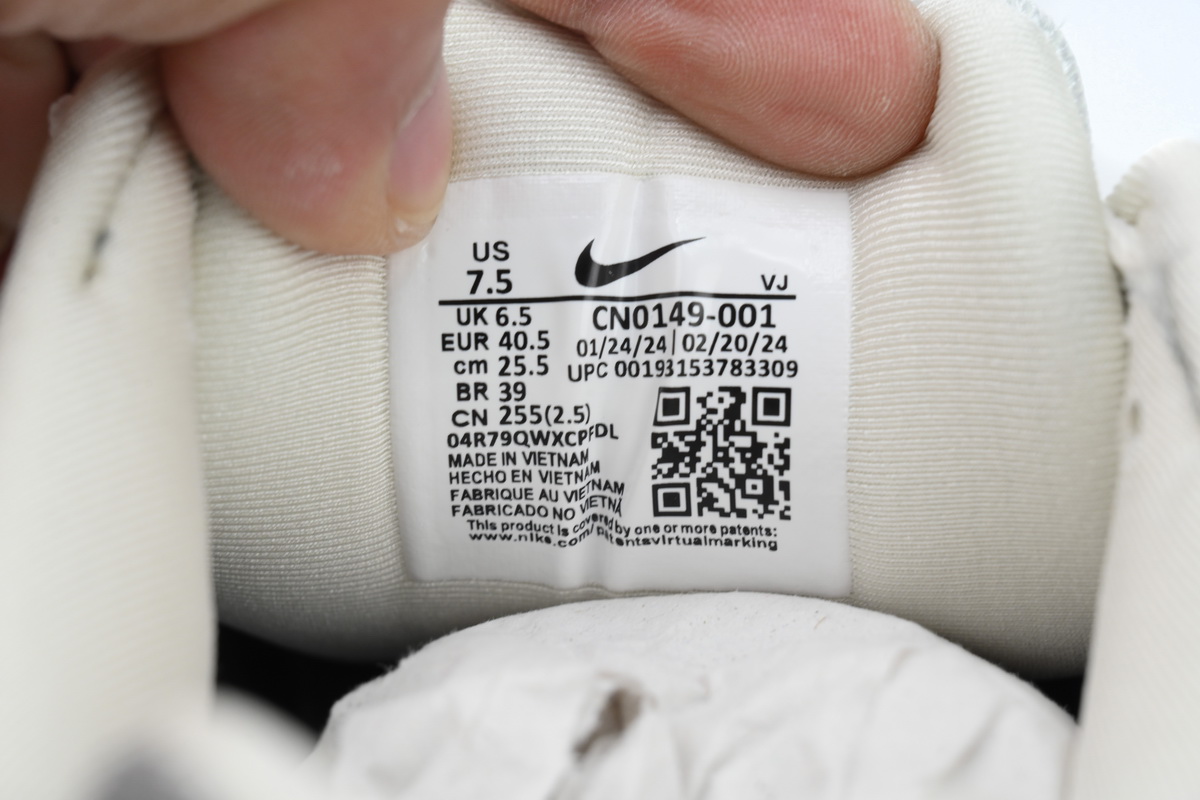 US
7.5
VJ
UK 6.5
EUR 40.5
cm 25.5
BR 39
CN 255(2.5)
CN0149-001
01/24/24|02/20/24
UPC 00193153783309
04R79QWXCPFDL
MADE IN VIETNAM
HECHO EN VIETNAM
FABRIQUE AU VIETNAM
FABRICADO NO VIETNÃ
This product is covered by one or more patents:
www.nike.com/patentsvirtualmarking